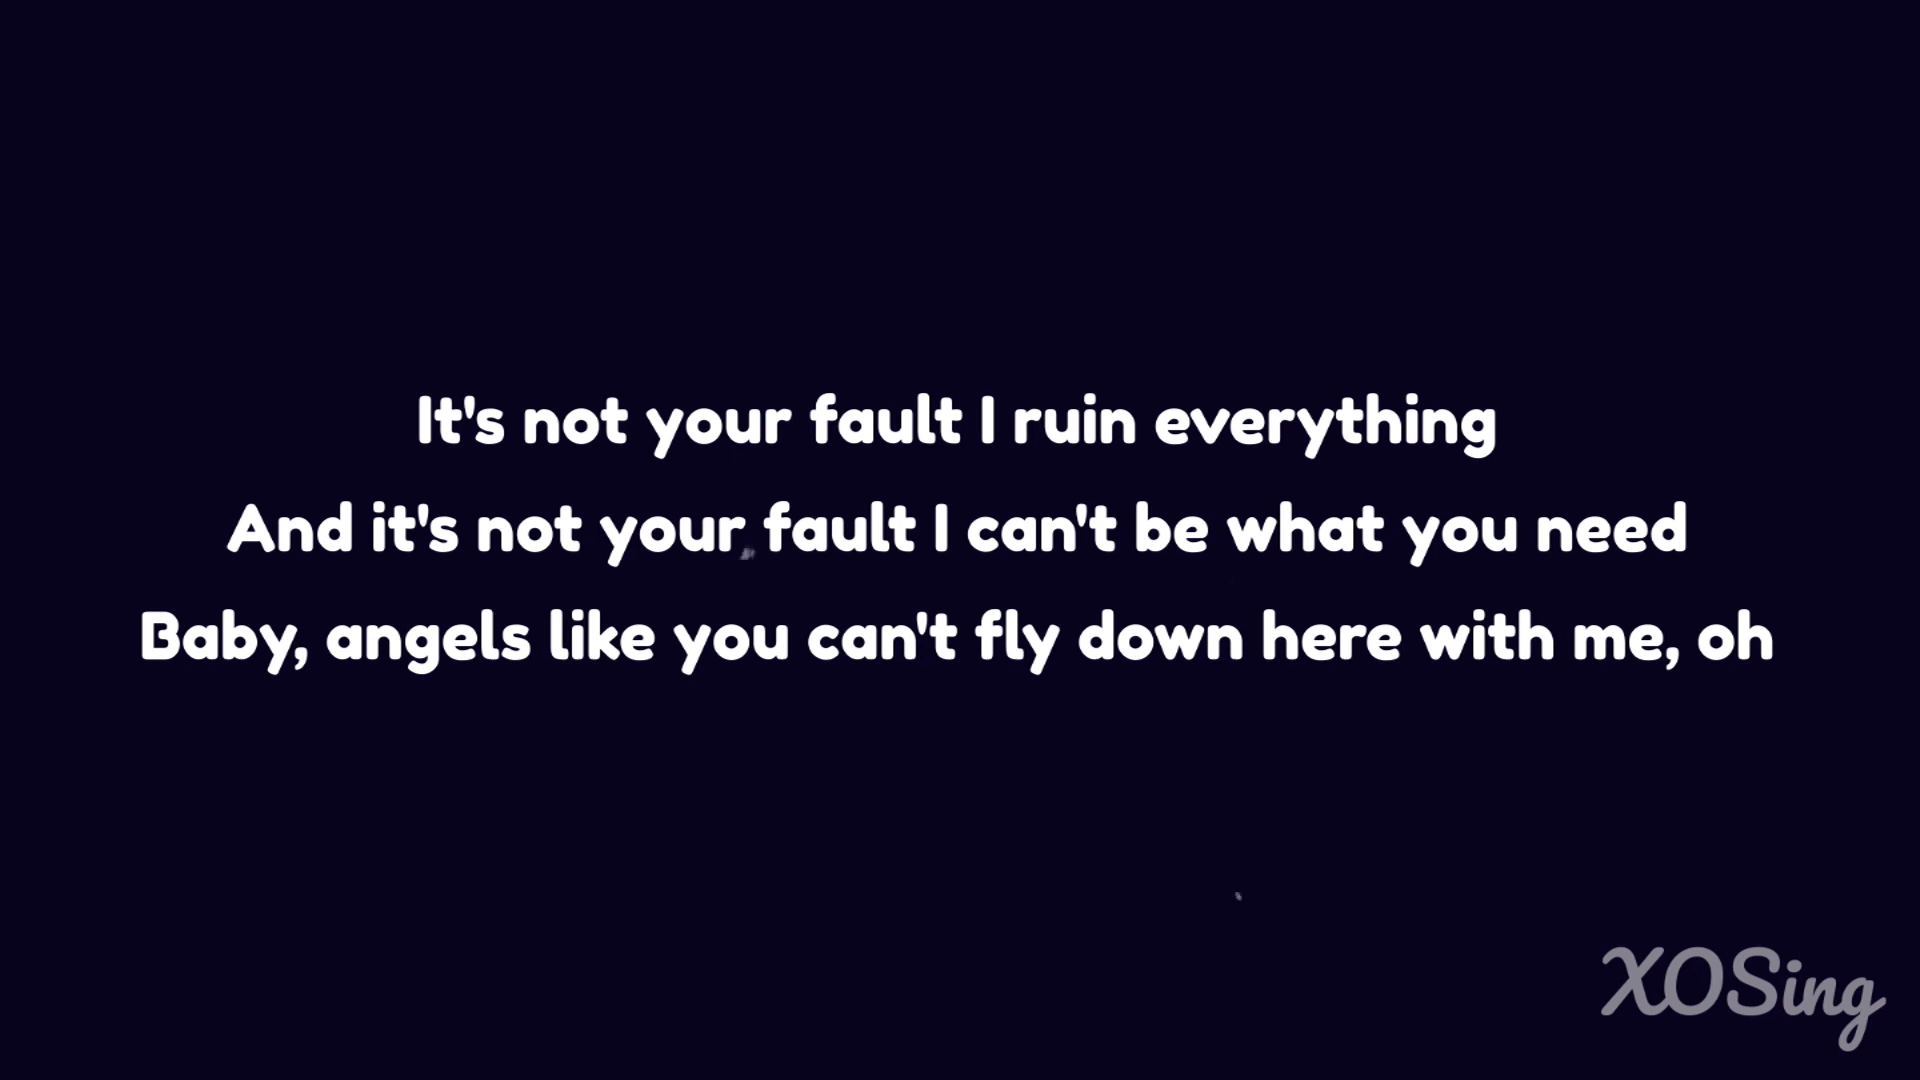 It's not your fault I ruin everything
And it's not your fault I can't be what you need
Baby, angels like you can't fly down here with me, oh
XOSing